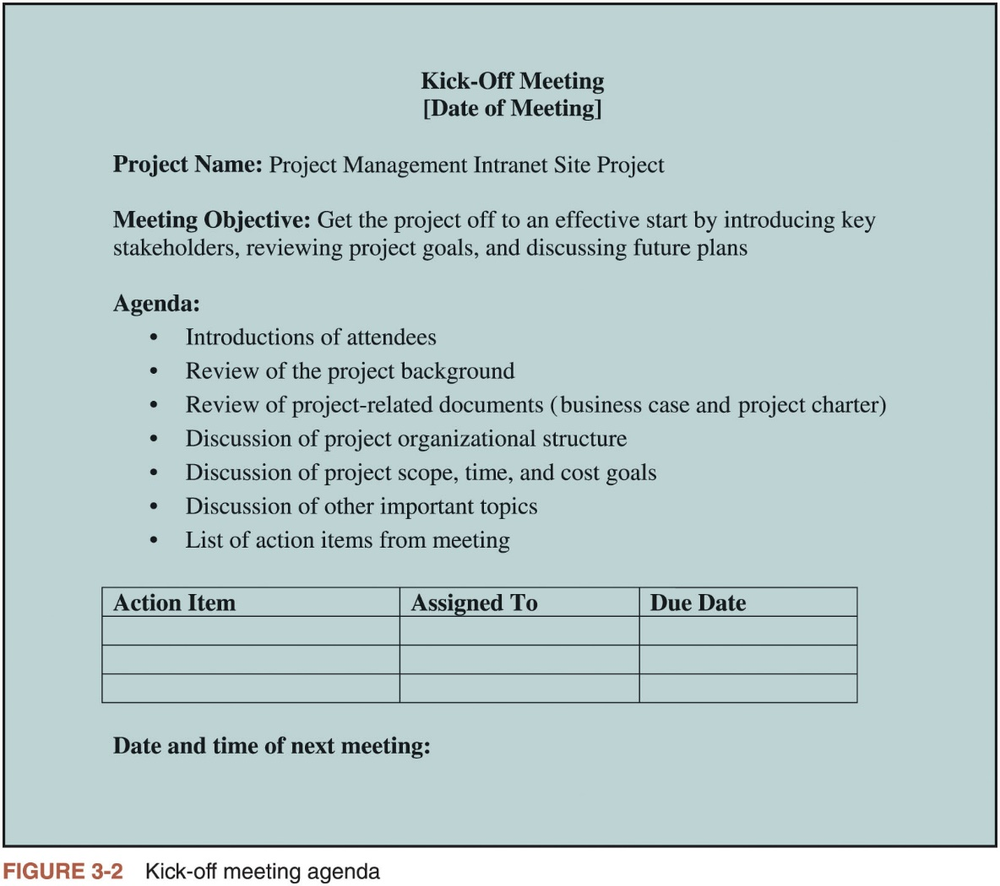 Kick-Off Meeting
[Date of Meeting]
Project Name: Project Management Intranet Site Project
Meeting Objective: Get the project off to an effective start by introducing key
stakeholders, reviewing project goals, and discussing future plans
Agenda:
• Introductions of attendees
• Review of the project background
• Review of project-related documents (business case and project charter)
• Discussion of project organizational structure
• Discussion of project scope, time, and cost goals
• Discussion of other important topics
• List of action items from meeting
Action Item Assigned To Due Date
Date and time of next meeting:
FIGURE 3-2 Kick-off meeting agenda